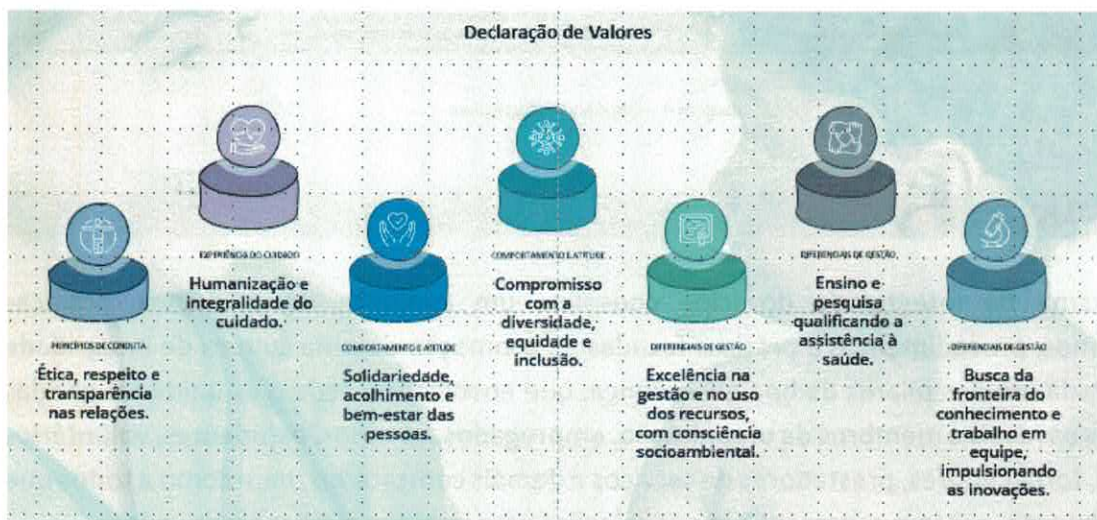 Declaração de Valores
PRINCÍPIOS DE CONDUTA
Ética, respeito e
transparência
nas relações.
EXPERIÊNCIA DO CUIDADO
Humanização e
integralidade do
cuidado.
COMPORTAMENTO E ATITUDE
Solidariedade,
acolhimento e
bem-estar das
pessoas.
COMPORTAMENTO E ATITUDE
Compromisso
com a
diversidade,
equidade e
inclusão.
DIFERENCIAIS DE GESTÃO
Excelência na
gestão e no uso
dos recursos,
com consciência
socioambiental.
DIFERENCIAIS DE GESTÃO
Ensino e
pesquisa
qualificando a
assistência à
saúde.
DIFERENCIAIS DE GESTÃO
Busca da
fronteira do
conhecimento e
trabalho em
equipe,
impulsionando
as inovações.